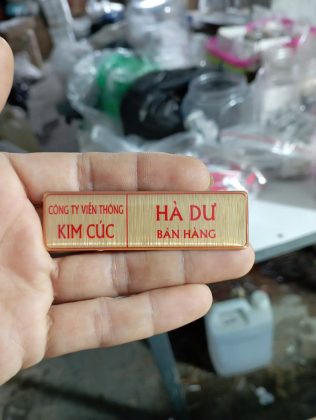 CÔNG TY VIỄN THÔNG
KIM CÚC
HÀ DƯ
BÁN HÀNG